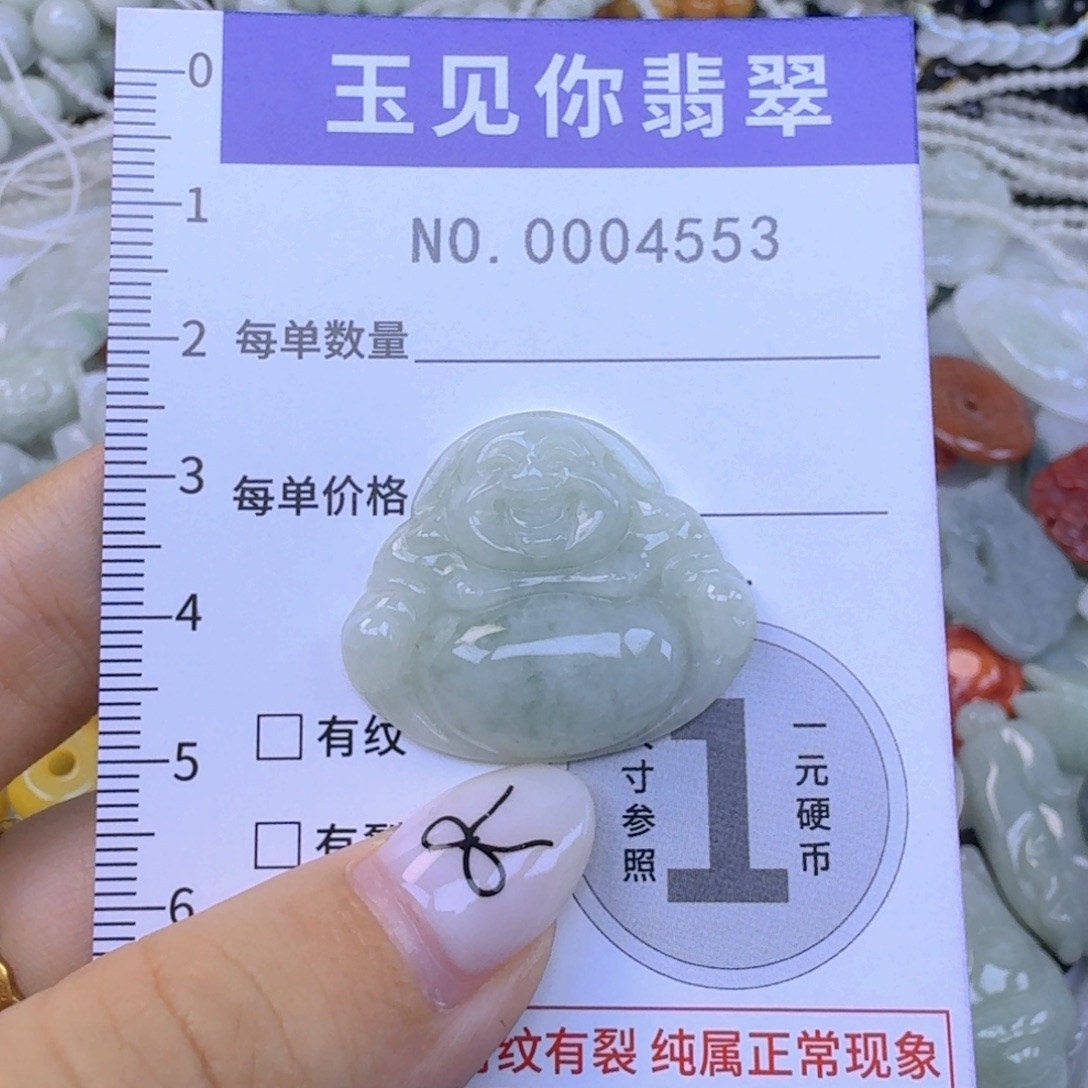 玉见你翡翠
0
1
NO.0004553
2
每单数量
3
每单价格
4
有纹
5
寸参照
1
一元硬币
有
6
纹有裂 纯属正常现象